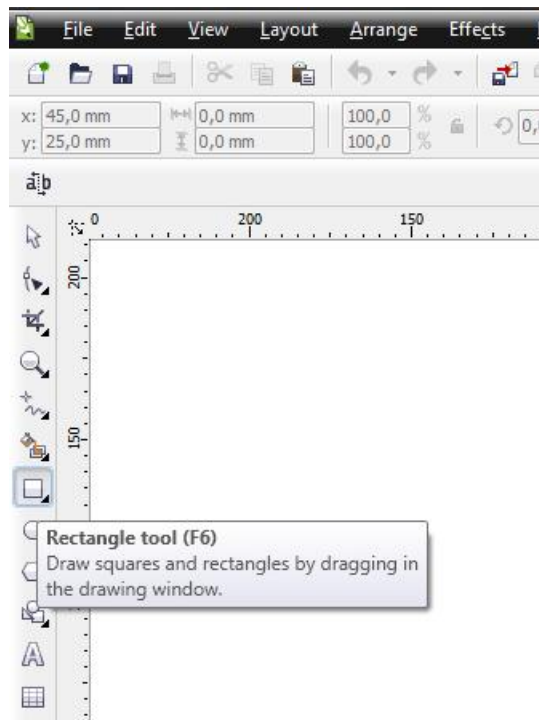 File Edit View Layout Arrange Effects
x: 45,0 mm 0,0 mm 100,0 %
y: 25,0 mm 0,0 mm 100,0 % 0,
ab
0 200 150
200
150
Rectangle tool (F6)
Draw squares and rectangles by dragging in
the drawing window.
A